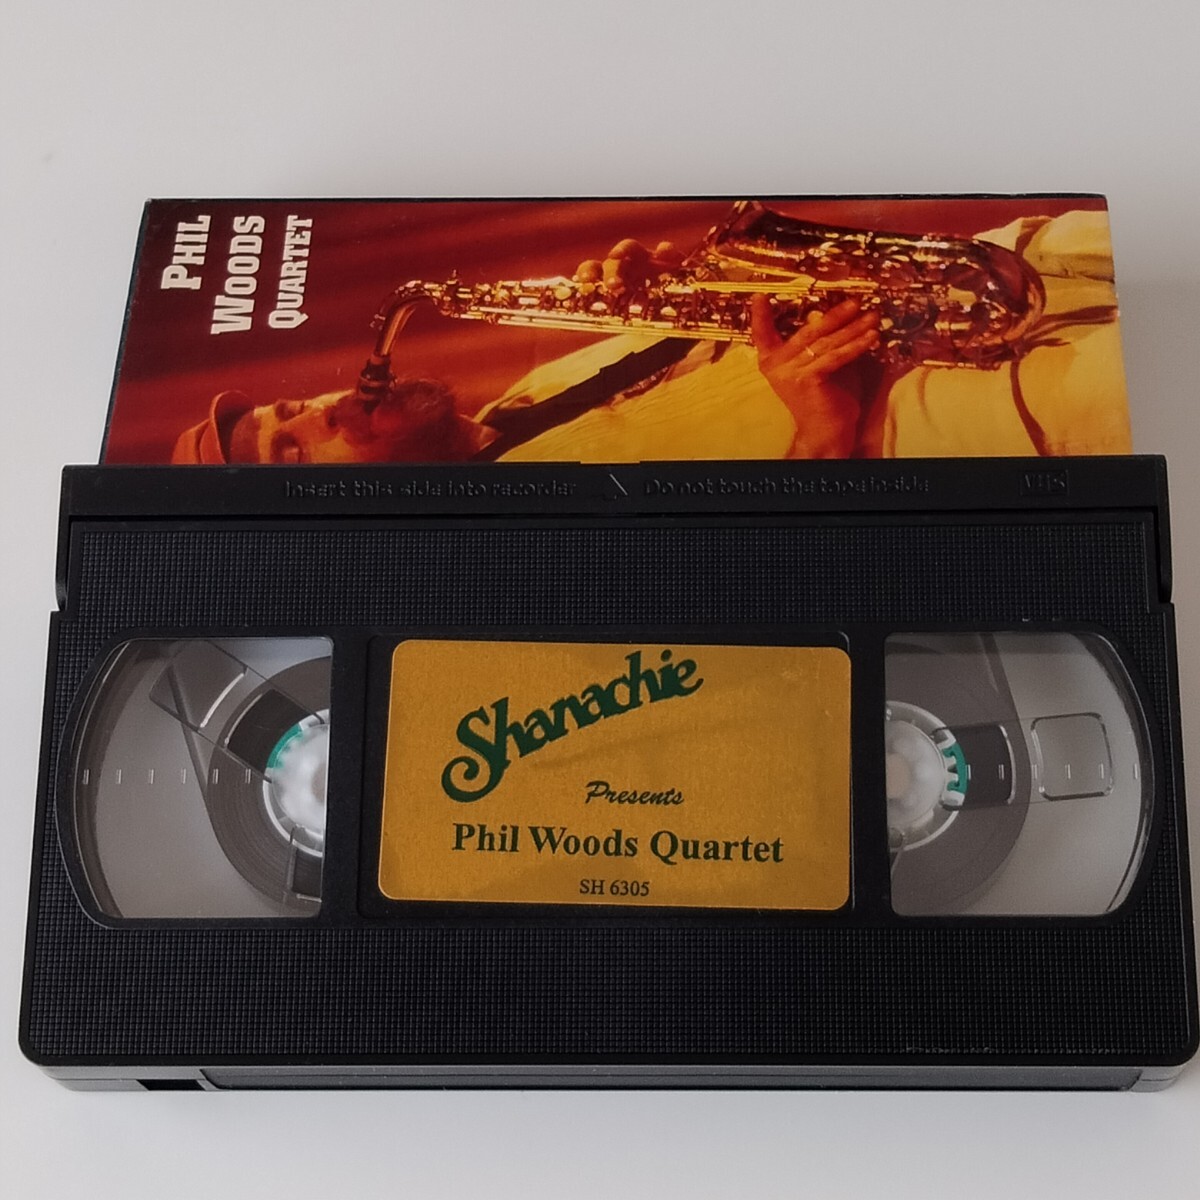 PHIL
WOODS
QUARTET
Insert this side into recorder
Do not touch the tape inside
VHS
Shanachie
Presents
Phil Woods Quartet
SH 6305